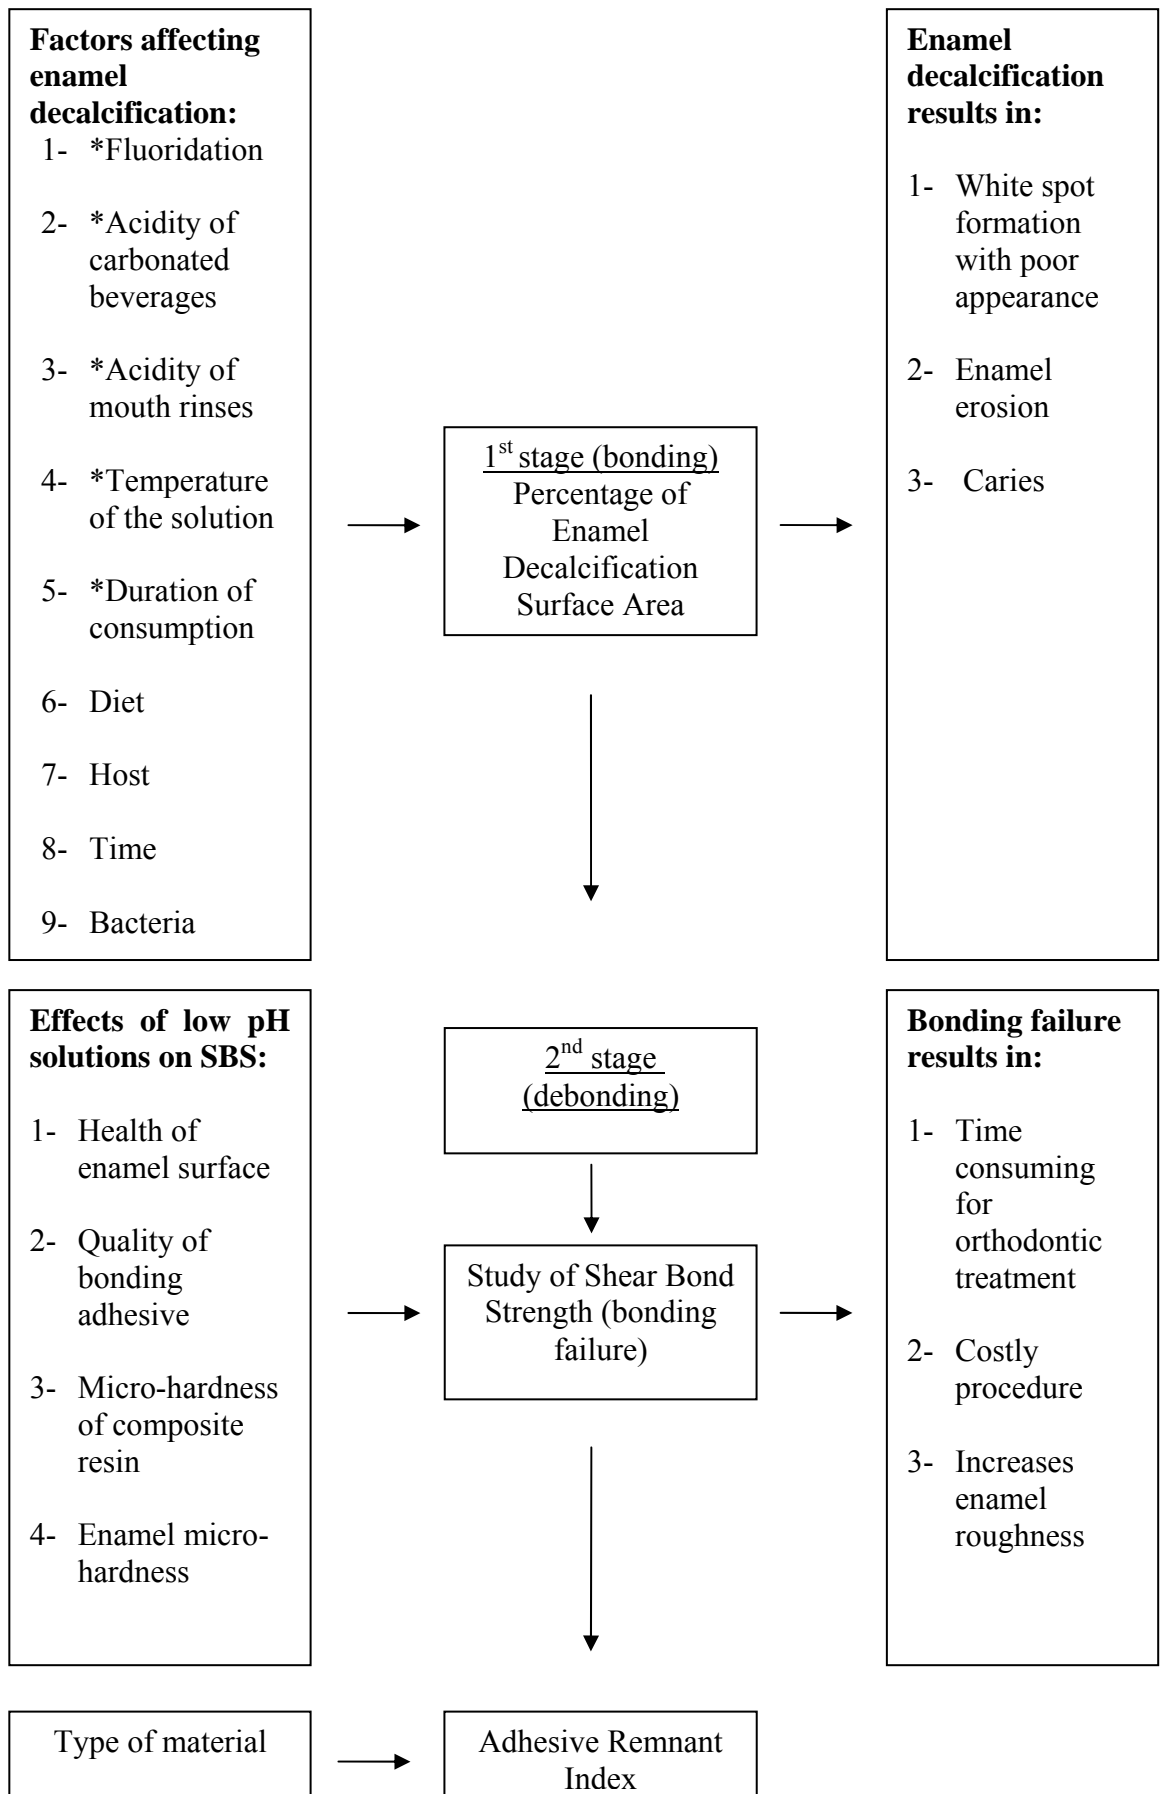 Factors affecting
enamel
decalcification:
1- *Fluoridation
2- *Acidity of
carbonated
beverages
3- *Acidity of
mouth rinses
4- *Temperature
of the solution
5- *Duration of
consumption
6- Diet
7- Host
8- Time
9- Bacteria
1st stage (bonding)
Percentage of
Enamel
Decalcification
Surface Area
Enamel
decalcification
results in:
1- White spot
formation
with poor
appearance
2- Enamel
erosion
3- Caries
Effects of low pH
solutions on SBS:
1- Health of
enamel surface
2- Quality of
bonding
adhesive
3- Micro-hardness
of composite
resin
4- Enamel micro-
hardness
2nd stage
(debonding)
Study of Shear Bond
Strength (bonding
failure)
Bonding failure
results in:
1- Time
consuming
for
orthodontic
treatment
2- Costly
procedure
3- Increases
enamel
roughness
Type of material
Adhesive Remnant
Index